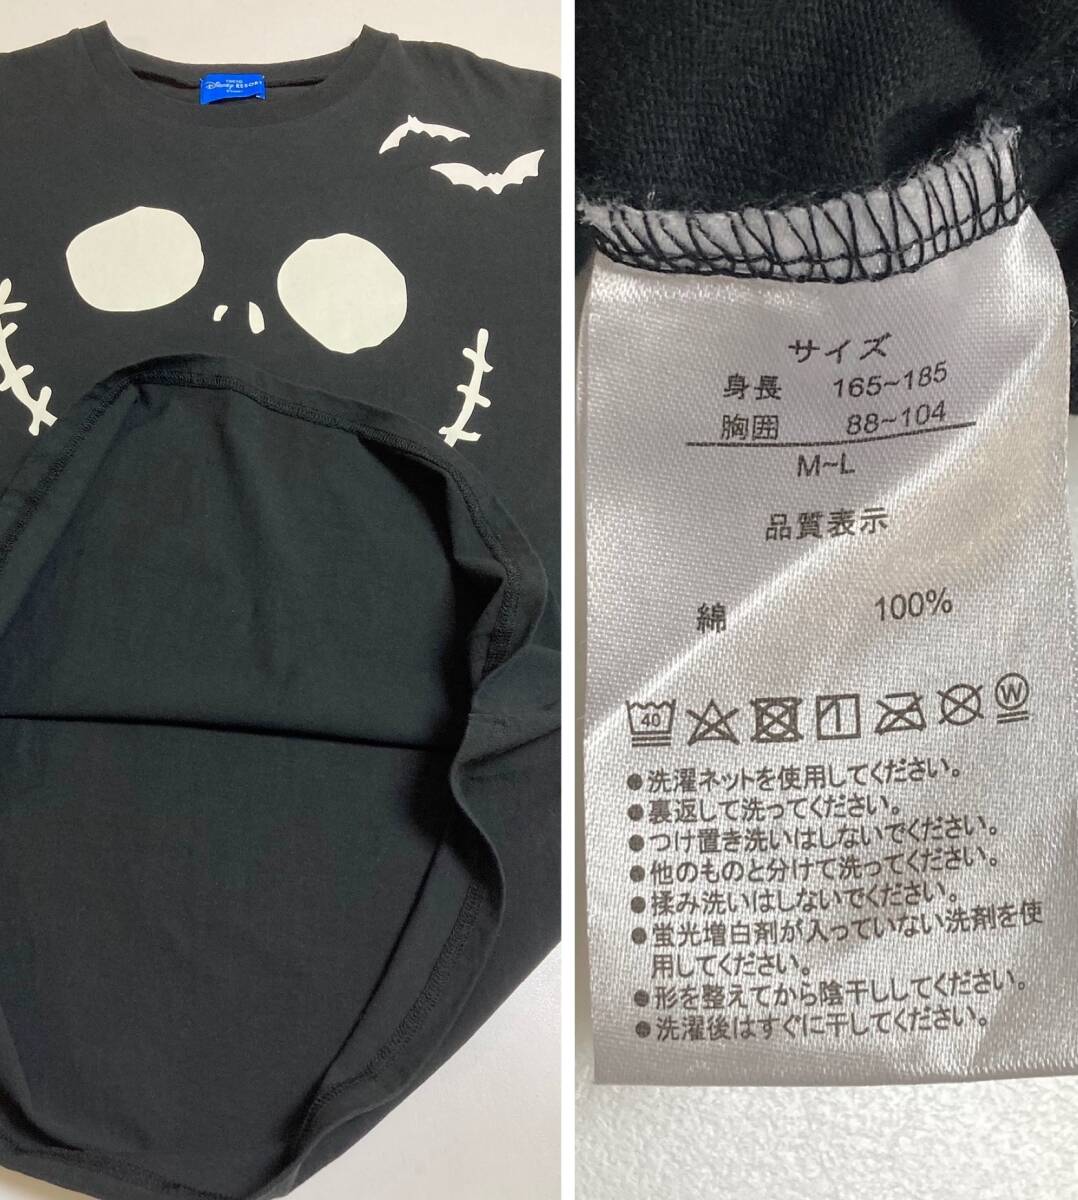 TOKYO
Disney RESORT
サイズ
身長 165~185
胸囲 88~104
M~L
品質表示
綿 100%
40
W
●洗濯ネットを使用してください。
●裏返して洗ってください。
●つけ置き洗いはしないでください。
●他のものと分けて洗ってください。
●揉み洗いはしないでください。
●蛍光増白剤が入っていない洗剤を使
用してください。
●形を整えてから陰干ししてください。
●洗濯後はすぐに干してください。